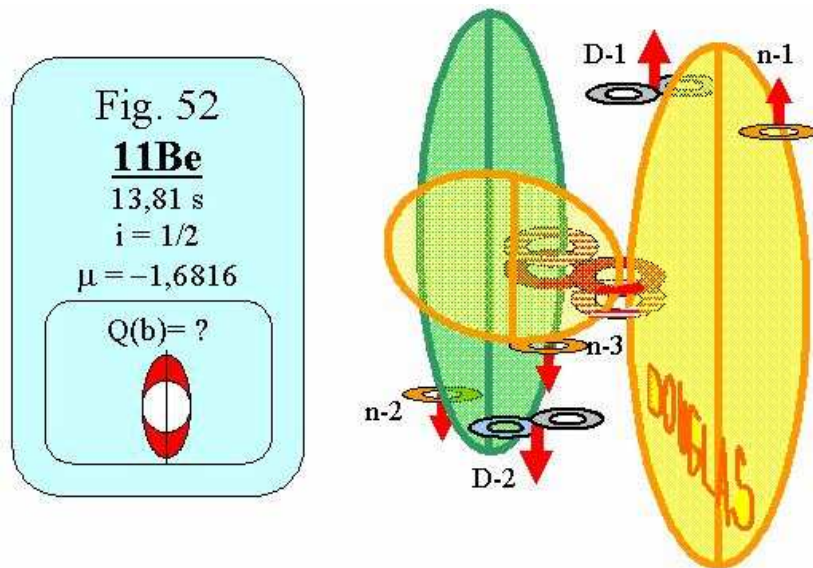 Fig. 52
11Be
13,81 s
i = 1/2
μ = –1,6816
Q(b)= ?
D-1
n-1
n-3
n-2
D-2
DOUGLAS